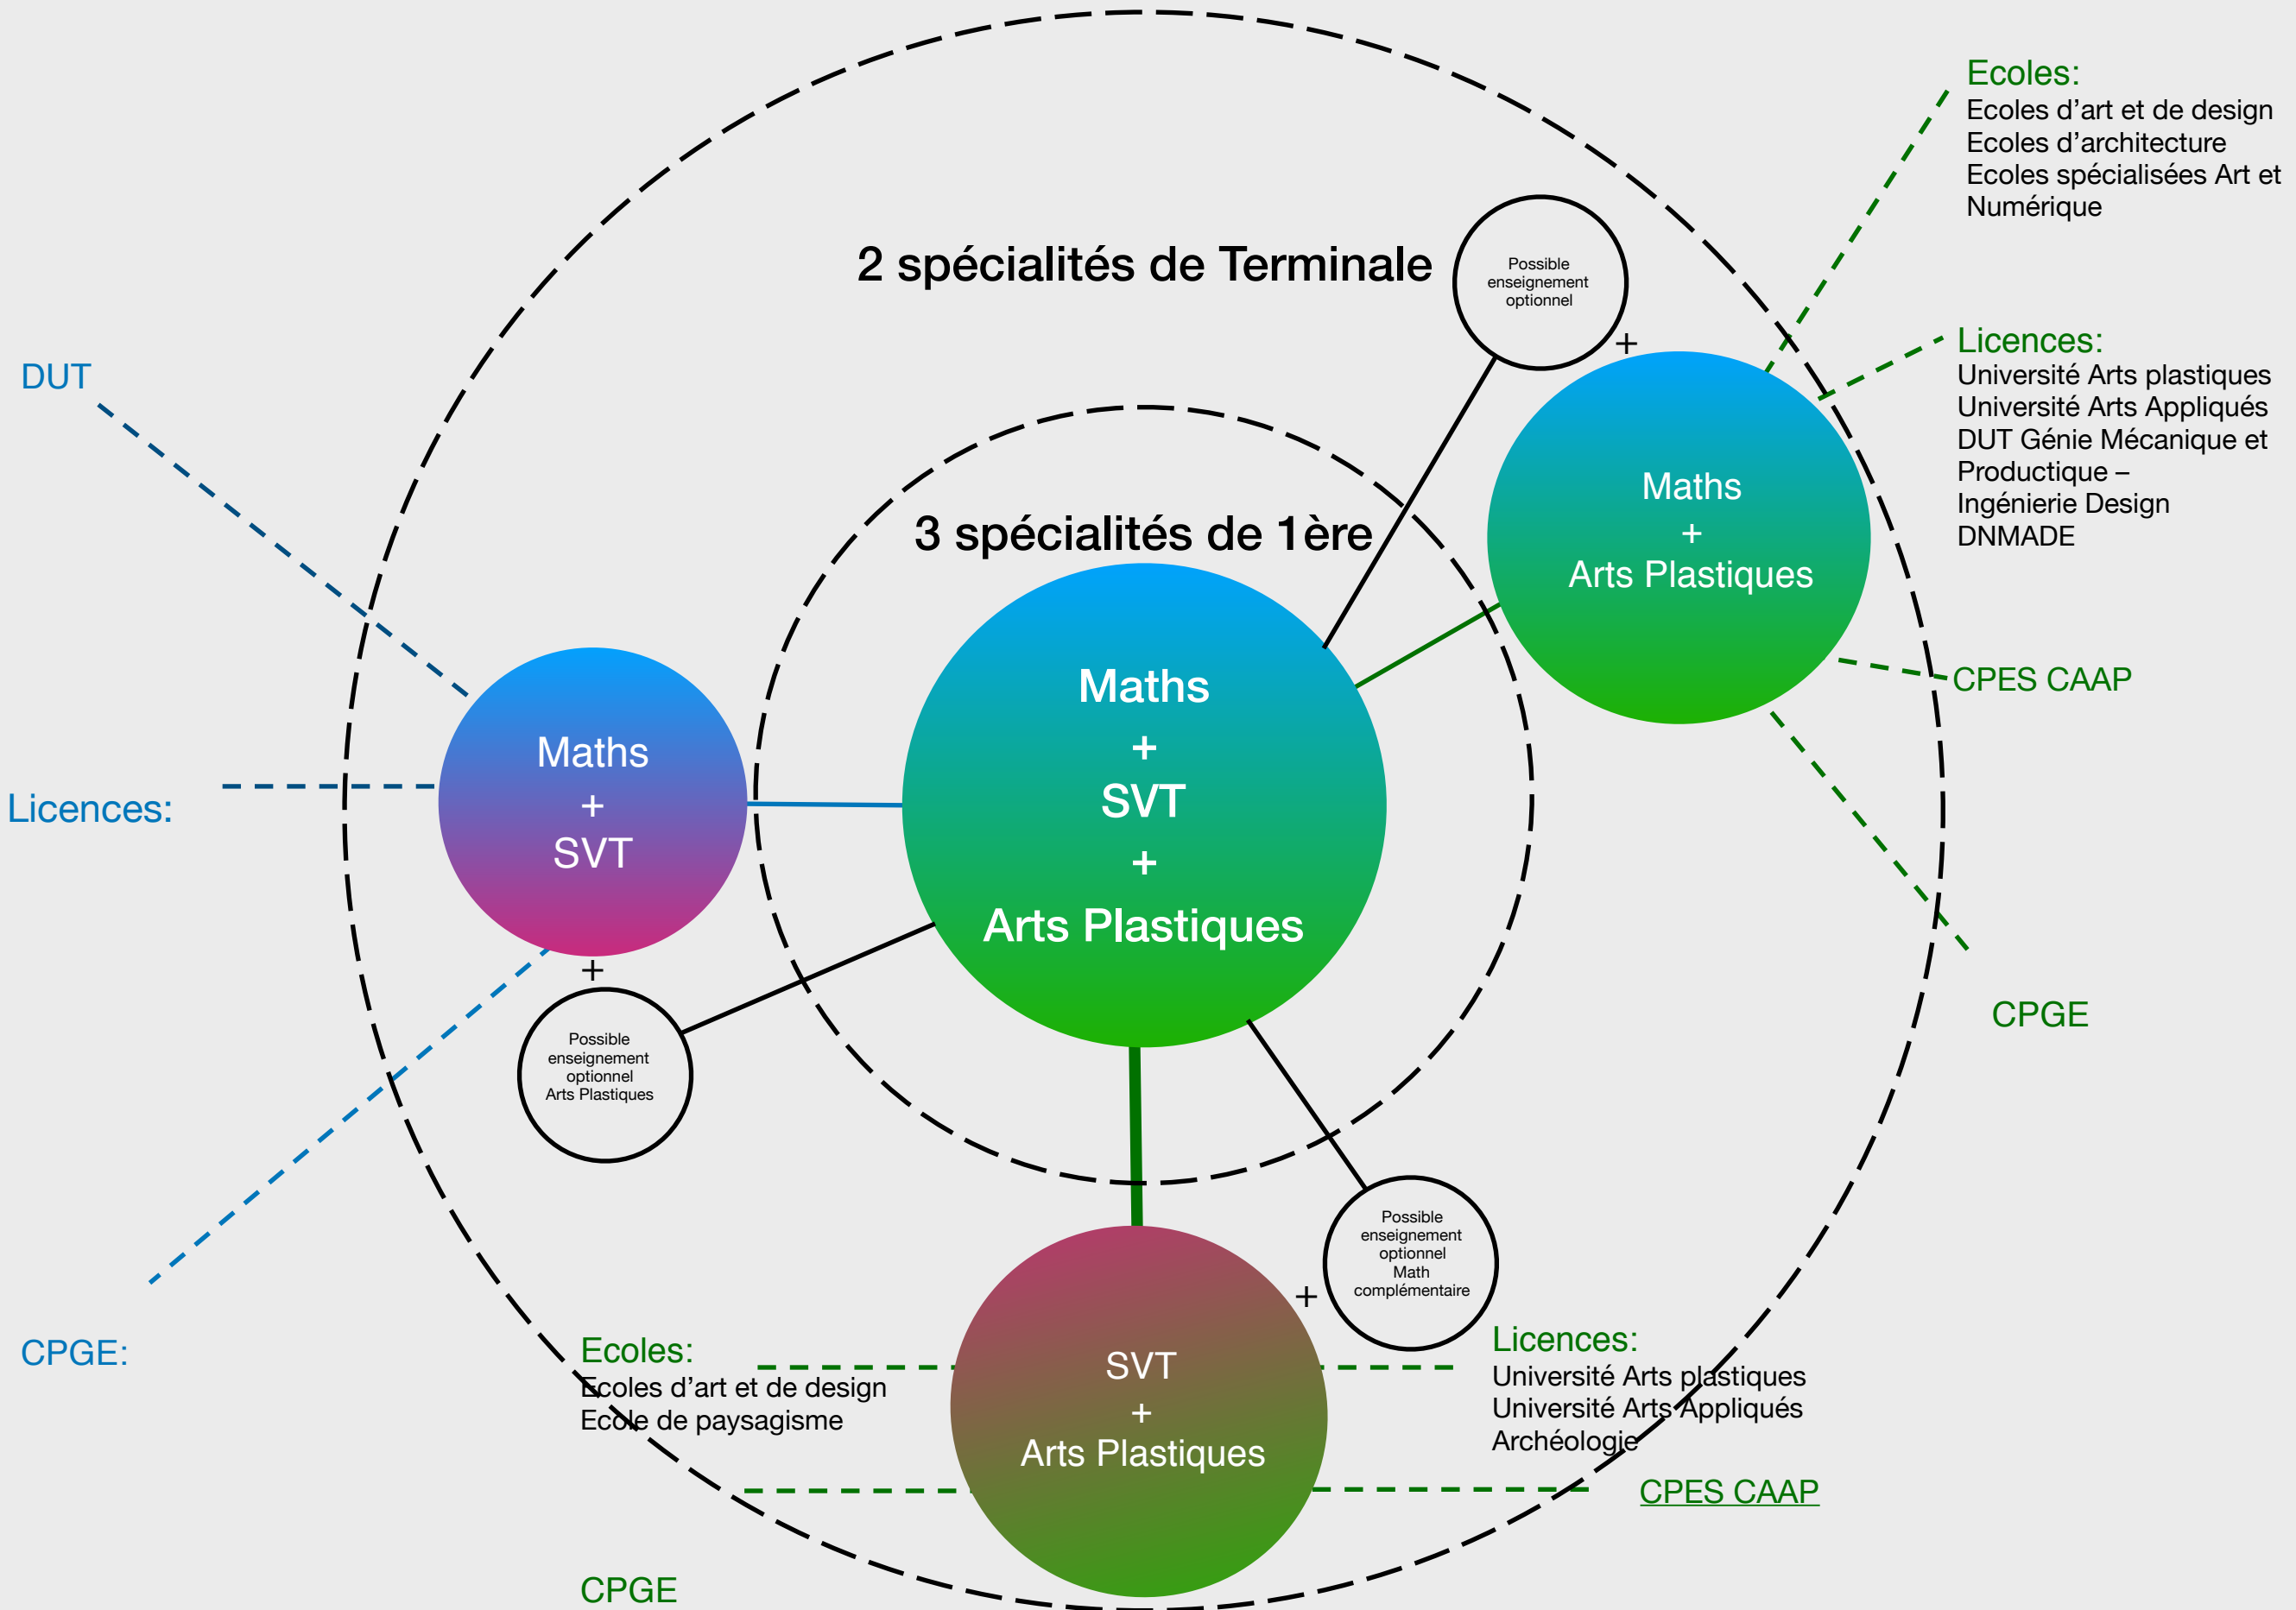 Ecoles:
Ecoles d'art et de design
Ecoles d'architecture
Ecoles spécialisées Art et
Numérique
2 spécialités de Terminale
Possible
enseignement
optionnel
+
Licences:
Université Arts plastiques
Université Arts Appliqués
DUT Génie Mécanique et
Productique –
Ingénierie Design
DNMADE
DUT
3 spécialités de 1ère
Maths
+
Arts Plastiques
CPES CAAP
Maths
+
SVT
+
Arts Plastiques
Maths
+
SVT
Licences:
+
Possible
enseignement
optionnel
Arts Plastiques
CPGE
Possible
enseignement
optionnel
Math
complémentaire
+
CPGE:
Ecoles:
Ecoles d'art et de design
Ecole de paysagisme
SVT
+
Arts Plastiques
Licences:
Université Arts plastiques
Université Arts Appliqués
Archéologie
CPES CAAP
CPGE